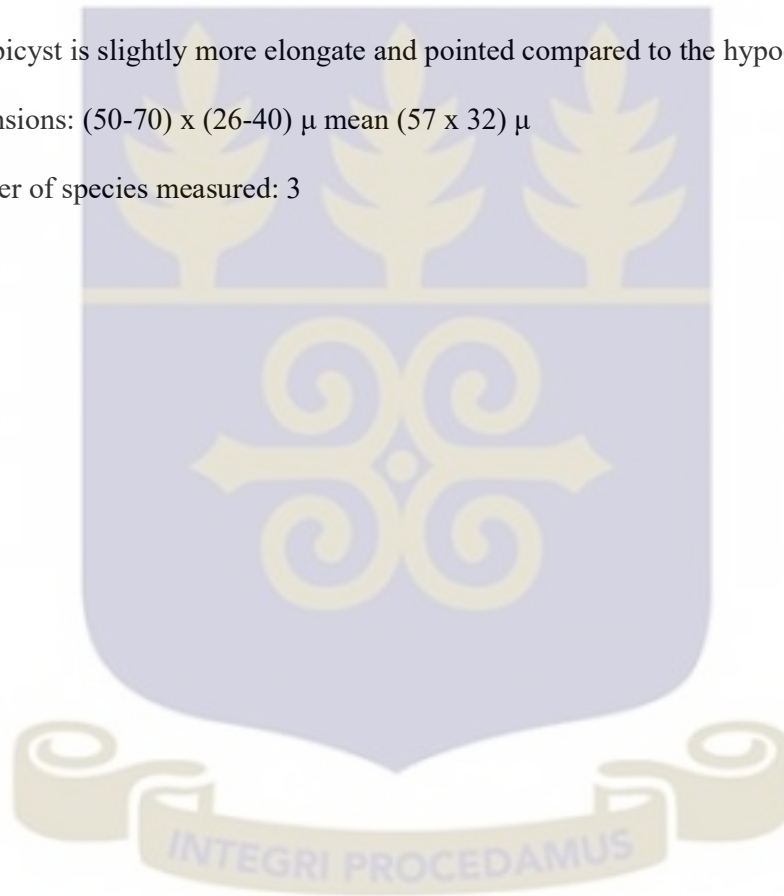 picyst is slightly more elongate and pointed compared to the hypo
nsions: (50-70) x (26-40) µ mean (57 x 32) µ
er of species measured: 3
INTEGRI PROCEDAMUS